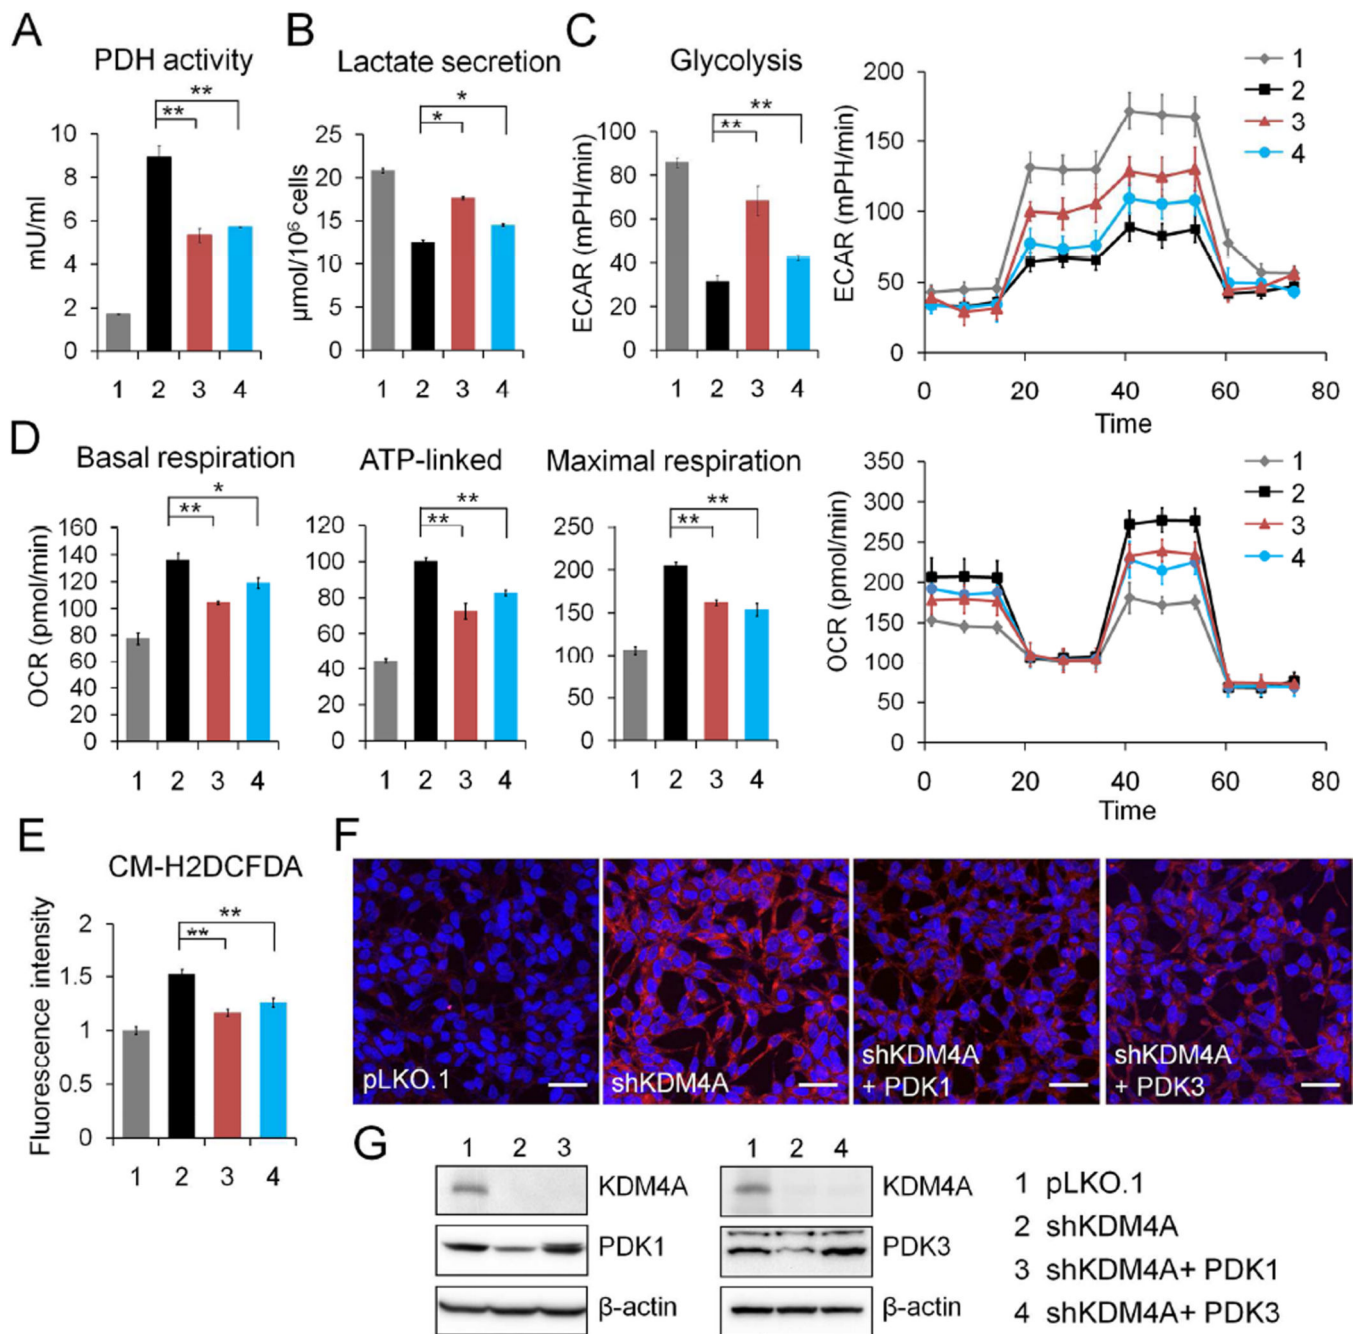 A
PDH activity
**
**
mU/ml
10
8
6
4
2
0
1 2 3 4
B
Lactate secretion
*
*
µmol/10⁶ cells
25
20
15
10
5
0
1 2 3 4
C
Glycolysis
**
**
ECAR (mPH/min)
100
80
60
40
20
0
1 2 3 4
ECAR (mPH/min)
200
150
100
50
0
0 20 40 60 80
Time
1
2
3
4
D
Basal respiration
*
**
OCR (pmol/min)
160
140
120
100
80
60
40
20
0
1 2 3 4
ATP-linked
**
**
120
100
80
60
40
20
0
1 2 3 4
Maximal respiration
**
**
250
200
150
100
50
0
1 2 3 4
OCR (pmol/min)
350
300
250
200
150
100
50
0
0 20 40 60 80
Time
1
2
3
4
E
CM-H2DCFDA
**
**
Fluorescence intensity
2
1.5
1
0.5
0
1 2 3 4
F
pLKO.1
shKDM4A
shKDM4A
+ PDK1
shKDM4A
+ PDK3
G
1 2 3
KDM4A
PDK1
β-actin
1 2 4
KDM4A
PDK3
β-actin
1 pLKO.1
2 shKDM4A
3 shKDM4A+ PDK1
4 shKDM4A+ PDK3